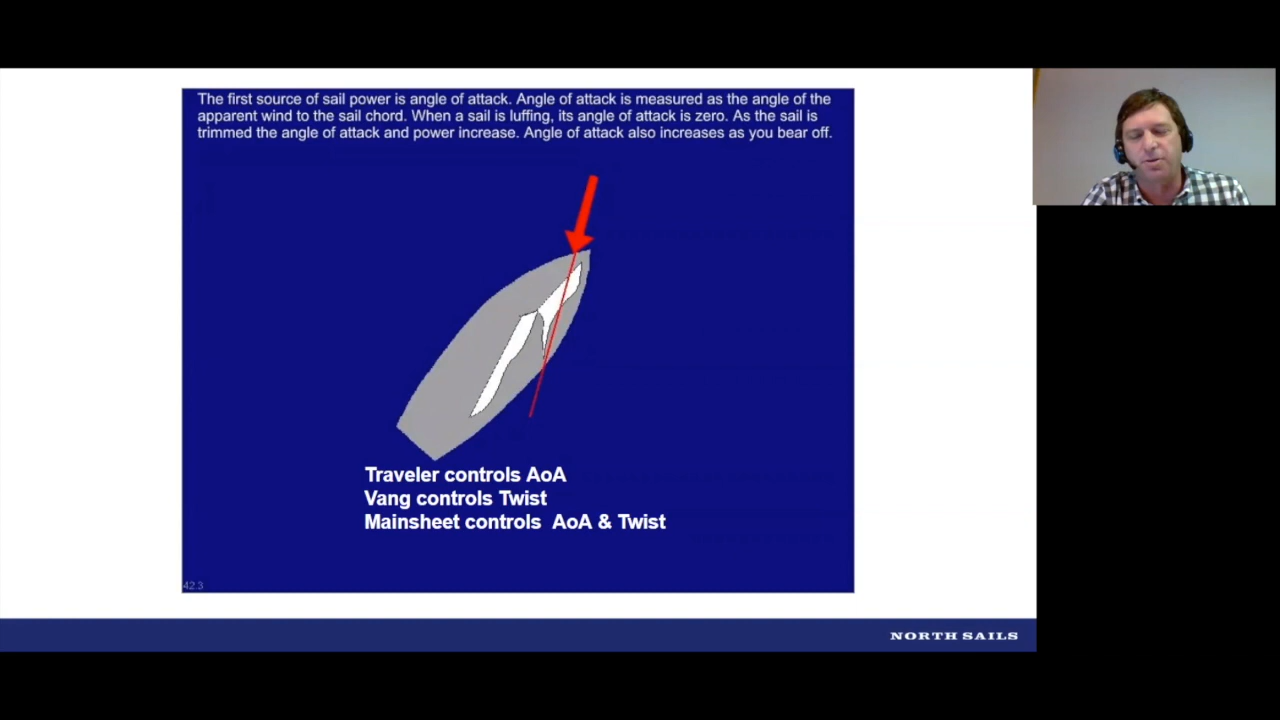 The first source of sail power is angle of attack. Angle of attack is measured as the angle of the
apparent wind to the sail chord. When a sail is luffing, its angle of attack is zero. As the sail is
trimmed the angle of attack and power increase. Angle of attack also increases as you bear off.
Traveler controls AoA
Vang controls Twist
Mainsheet controls AoA & Twist
42.3
NORTH SAILS